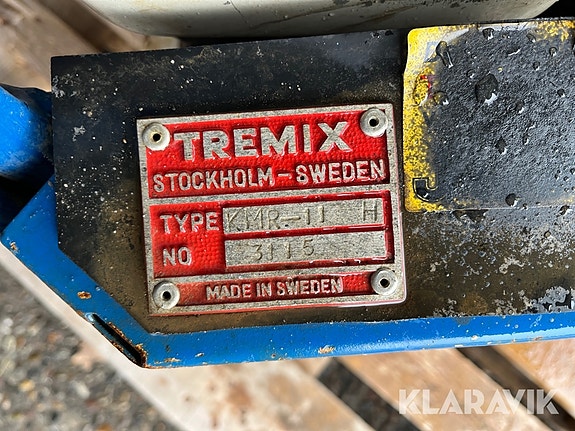 TREMIX
STOCKHOLM-SWEDEN
TYPE KMR-11 H
NO 3115
MADE IN SWEDEN
KLARAVIK